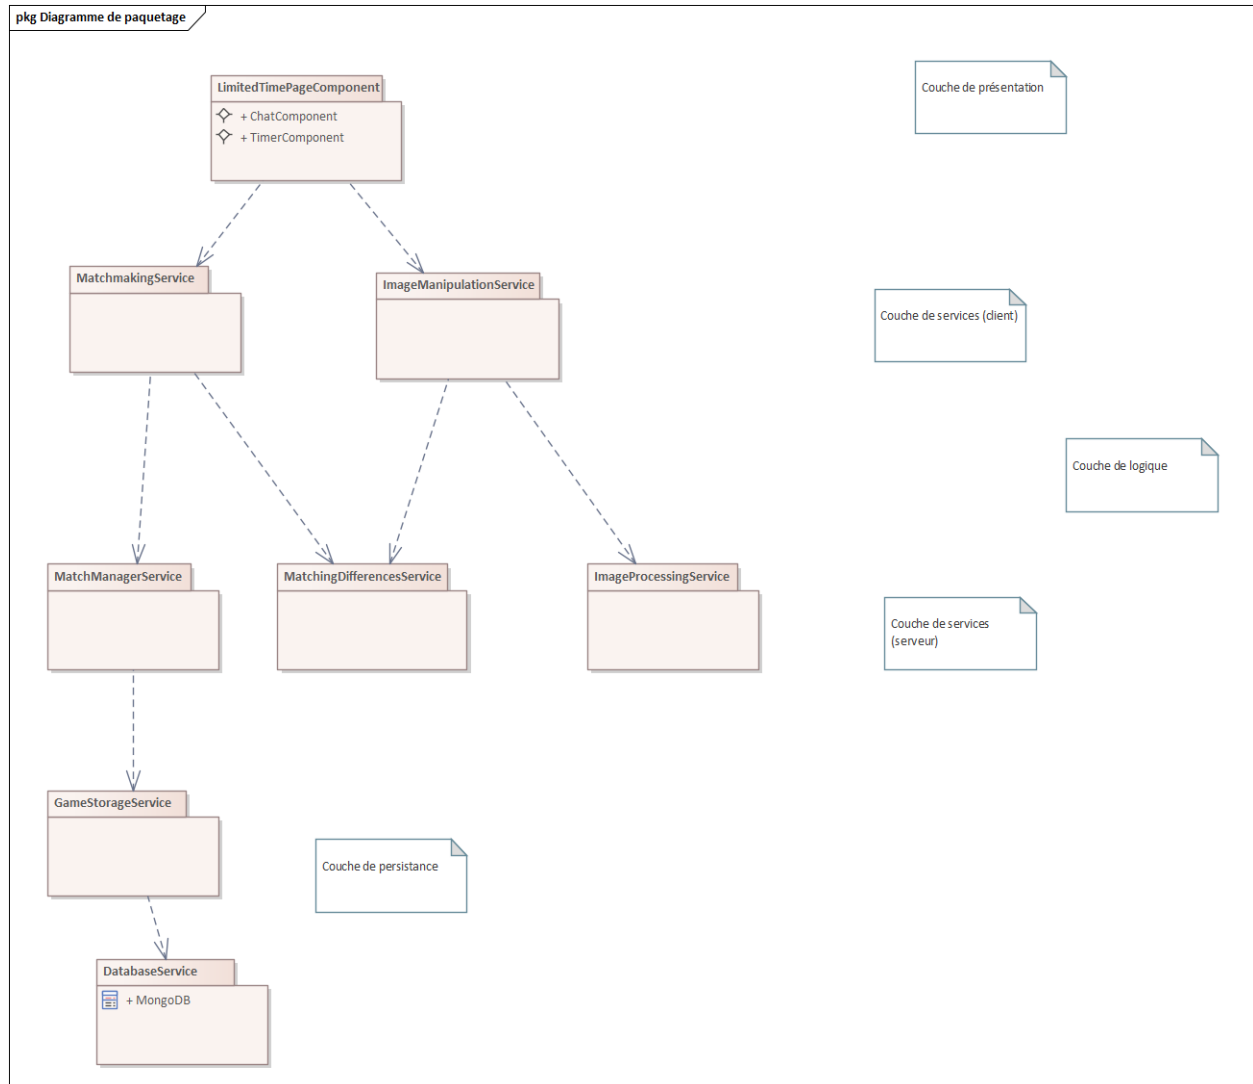 pkg Diagramme de paquetage
LimitedTimePageComponent
+ ChatComponent
+ TimerComponent
Couche de présentation
MatchmakingService
ImageManipulationService
Couche de services (client)
Couche de logique
MatchManagerService
MatchingDifferencesService
ImageProcessingService
Couche de services
(serveur)
GameStorageService
Couche de persistance
DatabaseService
+ MongoDB